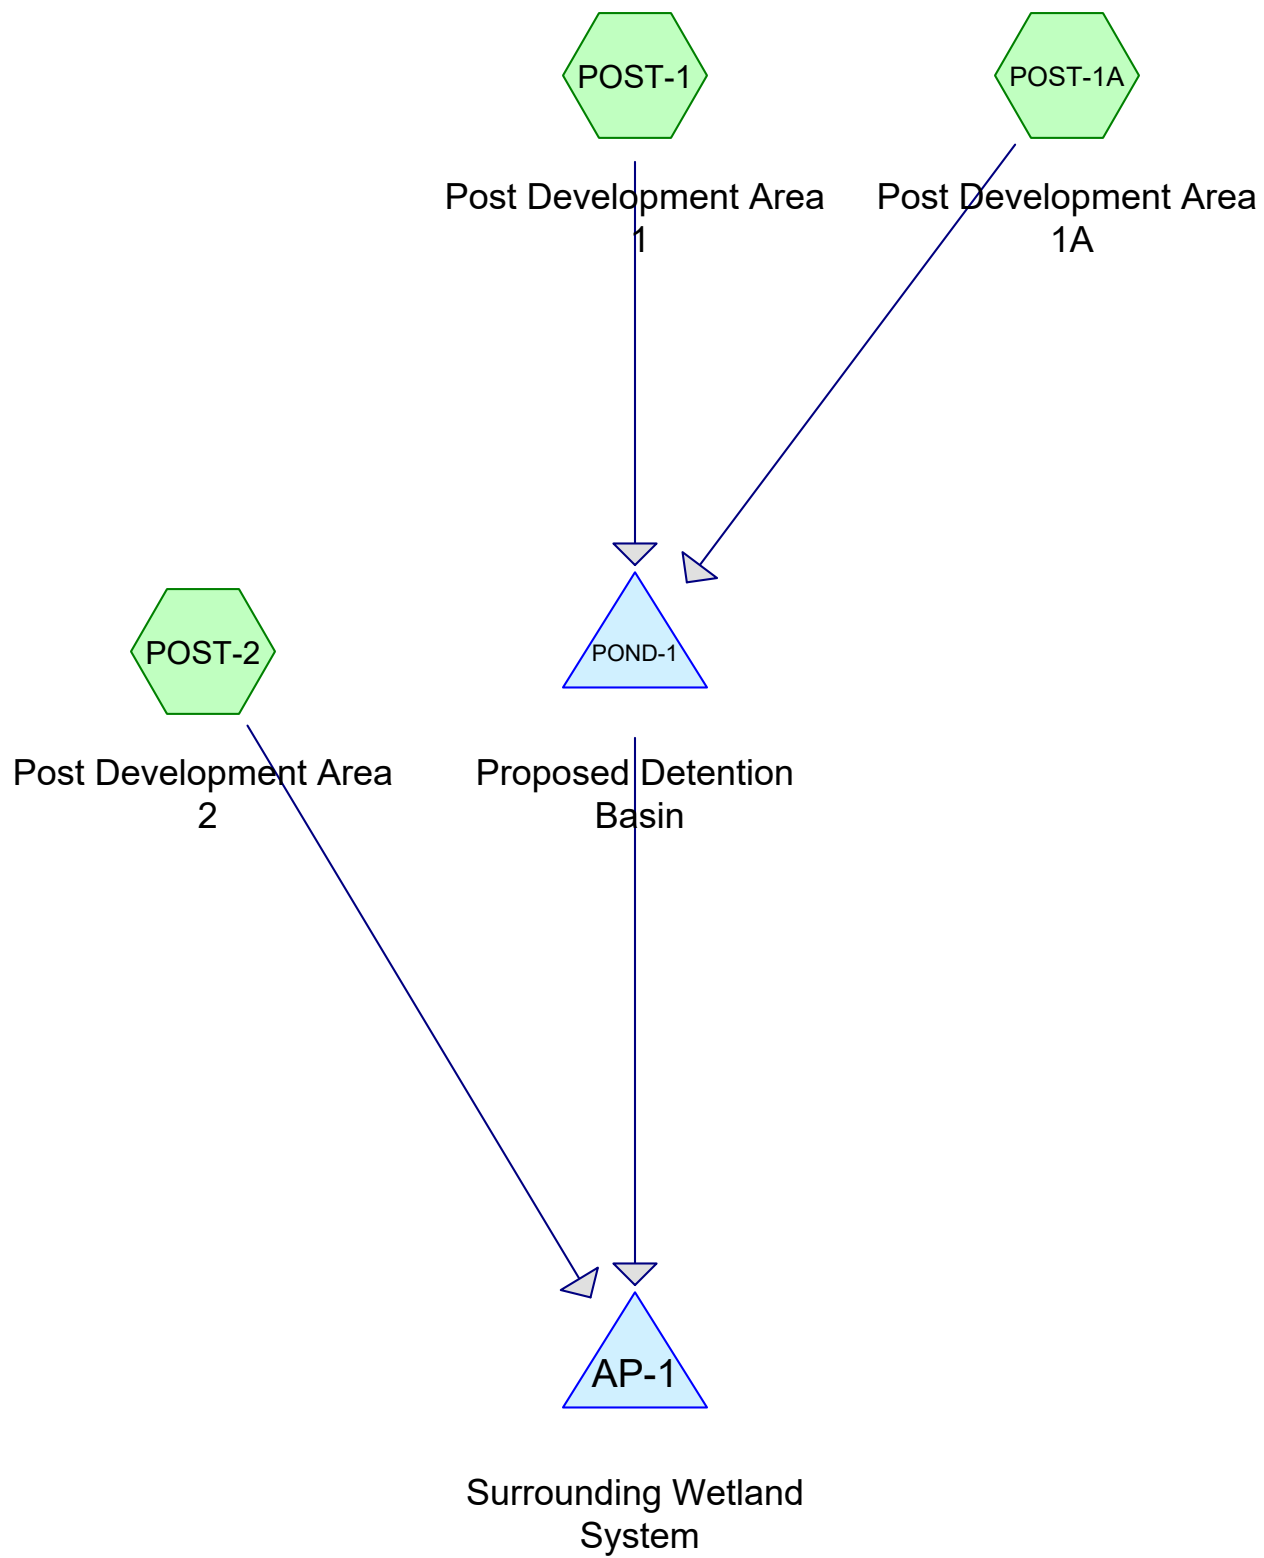 POST-1
POST-1A
Post Development Area
1
Post Development Area
1A
POST-2
POND-1
Post Development Area
2
Proposed Detention
Basin
AP-1
Surrounding Wetland
System